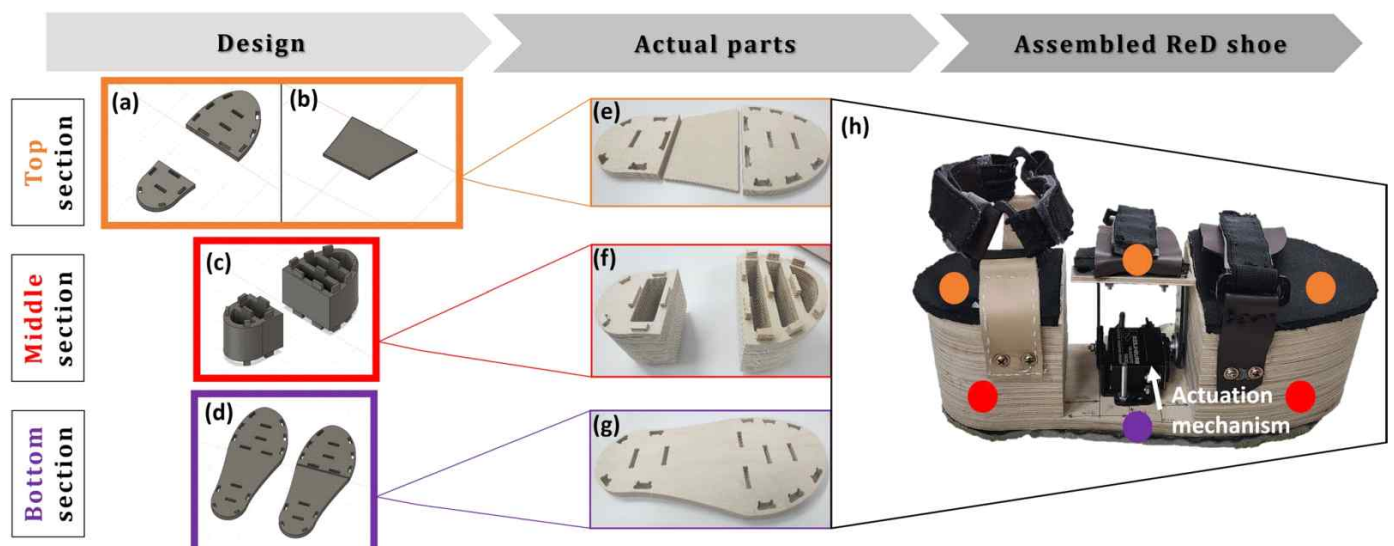 Design
Actual parts
Assembled ReD shoe
Top
section
(a)
(b)
(e)
(h)
Middle
section
(c)
(f)
Bottom
section
(d)
(g)
Actuation
mechanism